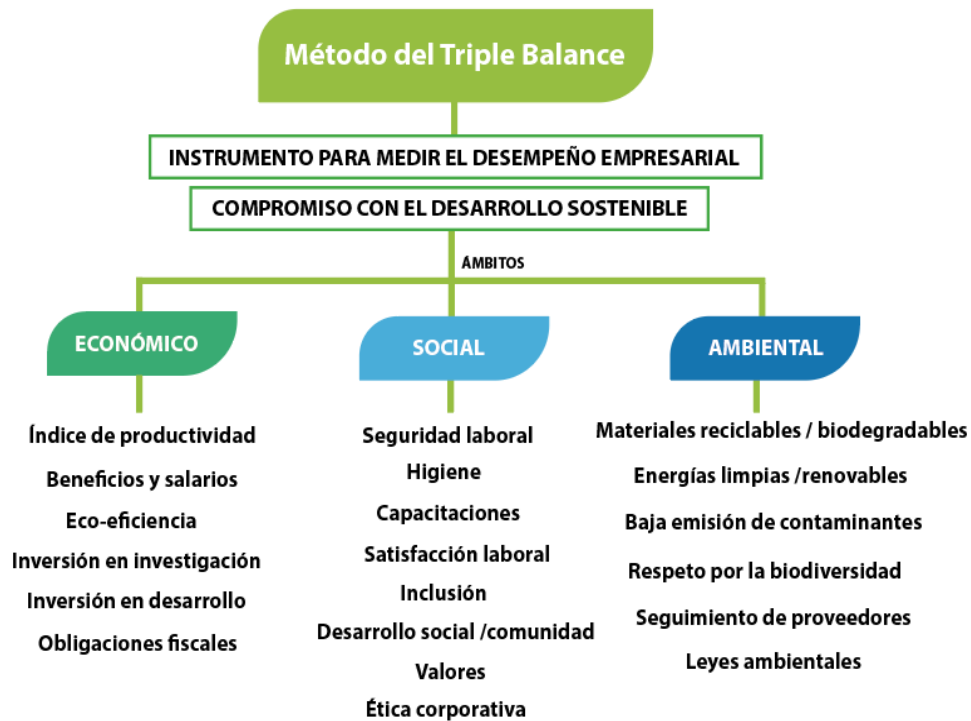 Método del Triple Balance
INSTRUMENTO PARA MEDIR EL DESEMPEÑO EMPRESARIAL
COMPROMISO CON EL DESARROLLO SOSTENIBLE
ÁMBITOS
ECONÓMICO
Índice de productividad
Beneficios y salarios
Eco-eficiencia
Inversión en investigación
Inversión en desarrollo
Obligaciones fiscales
SOCIAL
Seguridad laboral
Higiene
Capacitaciones
Satisfacción laboral
Inclusión
Desarrollo social /comunidad
Valores
Ética corporativa
AMBIENTAL
Materiales reciclables / biodegradables
Energías limpias /renovables
Baja emisión de contaminantes
Respeto por la biodiversidad
Seguimiento de proveedores
Leyes ambientales